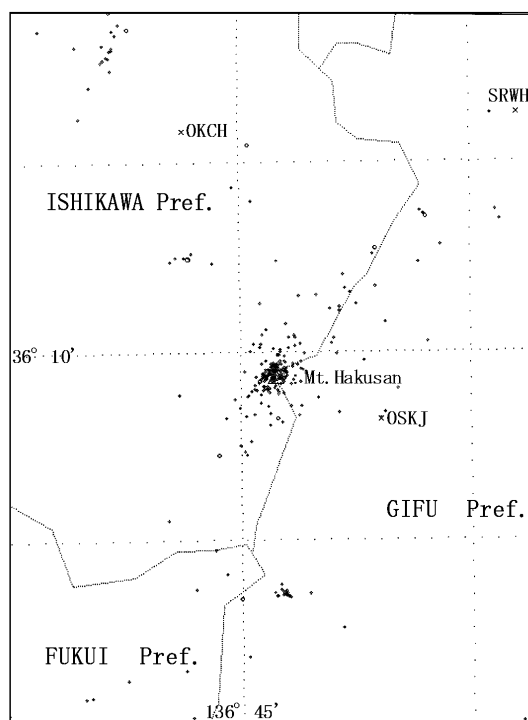 SRWH
×OKCH
ISHIKAWA Pref.
36° 10'
Mt.Hakusan
×OSKJ
GIFU Pref.
FUKUI Pref.
136° 45'